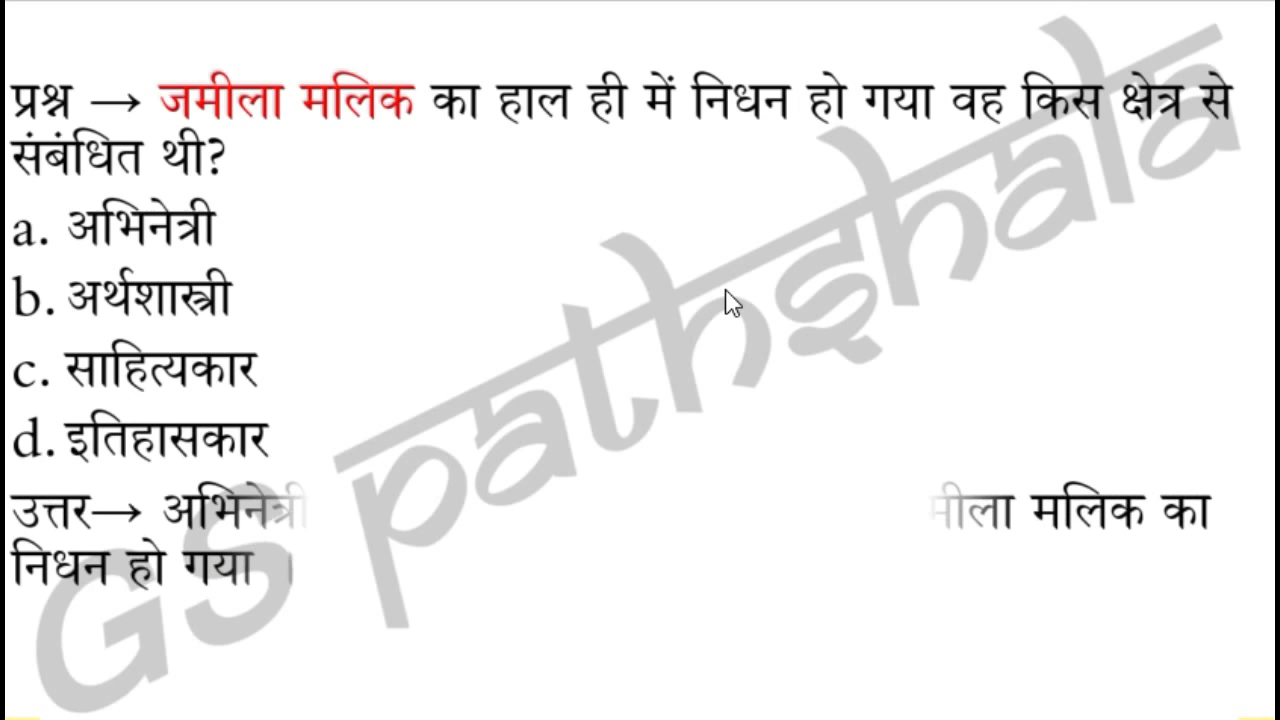 प्रश्न → जमीला मलिक का हाल ही में निधन हो गया वह किस क्षेत्र से
संबंधित थी?
a. अभिनेत्री
b. अर्थशास्त्री
c. साहित्यकार
d. इतिहासकार
उत्तर→ अभिनेत्री मलिक का
निधन हो गया ।
GS pathshala